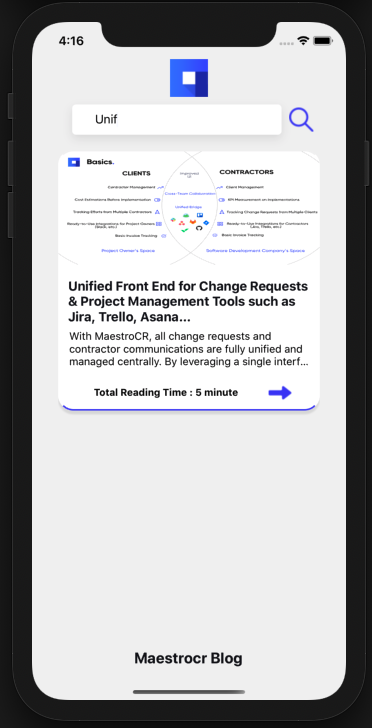 4:16
Unif
Basics.
CLIENTS
CONTRACTORS
Improved
Contractor Management
Client Management
Cross-Team Collaboration
Cost Estimations Before Implementation
KPI Measurement on Implementations
Unified Bridge
Tracking Efforts from Multiple Contractors
Tracking Change Requests from Multiple Clients
Ready-to-Use Integrations for Project Owners
(Slack, etc.)
Ready-to-Use Integrations for Contractors
(Jira, Trello, etc.)
Basic Invoice Tracking
Basic Invoice Tracking
Project Owner's Space
Software Development Company's Space
Unified Front End for Change Requests
& Project Management Tools such as
Jira, Trello, Asana...
With MaestroCR, all change requests and
contractor communications are fully unified and
managed centrally. By leveraging a single interf...
Total Reading Time : 5 minute
Maestrocr Blog